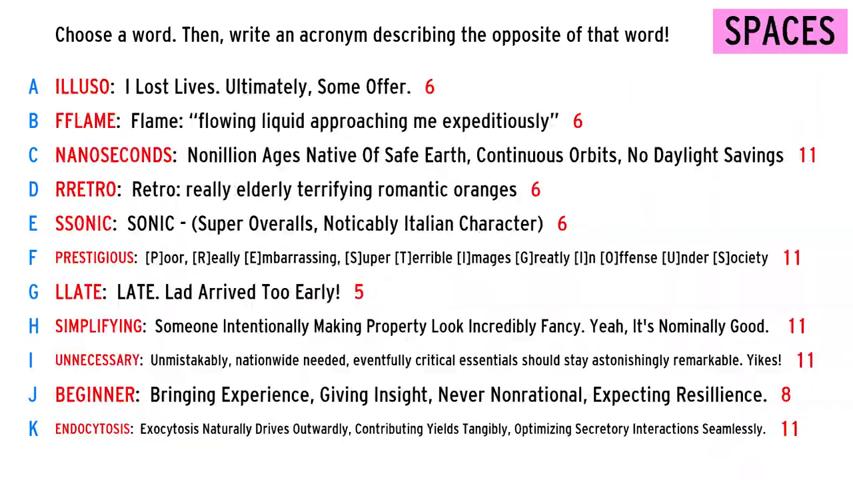 Choose a word. Then, write an acronym describing the opposite of that word!
SPACES
A ILLUSO: I Lost Lives. Ultimately, Some Offer. 6
B FFLAME: Flame: “flowing liquid approaching me expeditiously” 6
C NANOSECONDS: Nonillion Ages Native Of Safe Earth, Continuous Orbits, No Daylight Savings 11
D RRETRO: Retro: really elderly terrifying romantic oranges 6
E SSONIC: SONIC - (Super Overalls, Noticably Italian Character) 6
F PRESTIGIOUS: [P]oor, [R]eally [E]mbarrassing, [S]uper [T]errible [I]mages [G]reatly [I]n [O]ffense [U]nder [S]ociety 11
G LLATE: LATE. Lad Arrived Too Early! 5
H SIMPLIFYING: Someone Intentionally Making Property Look Incredibly Fancy. Yeah, It's Nominally Good. 11
I UNNECESSARY: Unmistakably, nationwide needed, eventfully critical essentials should stay astonishingly remarkable. Yikes! 11
J BEGINNER: Bringing Experience, Giving Insight, Never Nonrational, Expecting Resillience. 8
K ENDOCYTOSIS: Exocytosis Naturally Drives Outwardly, Contributing Yields Tangibly, Optimizing Secretory Interactions Seamlessly. 11